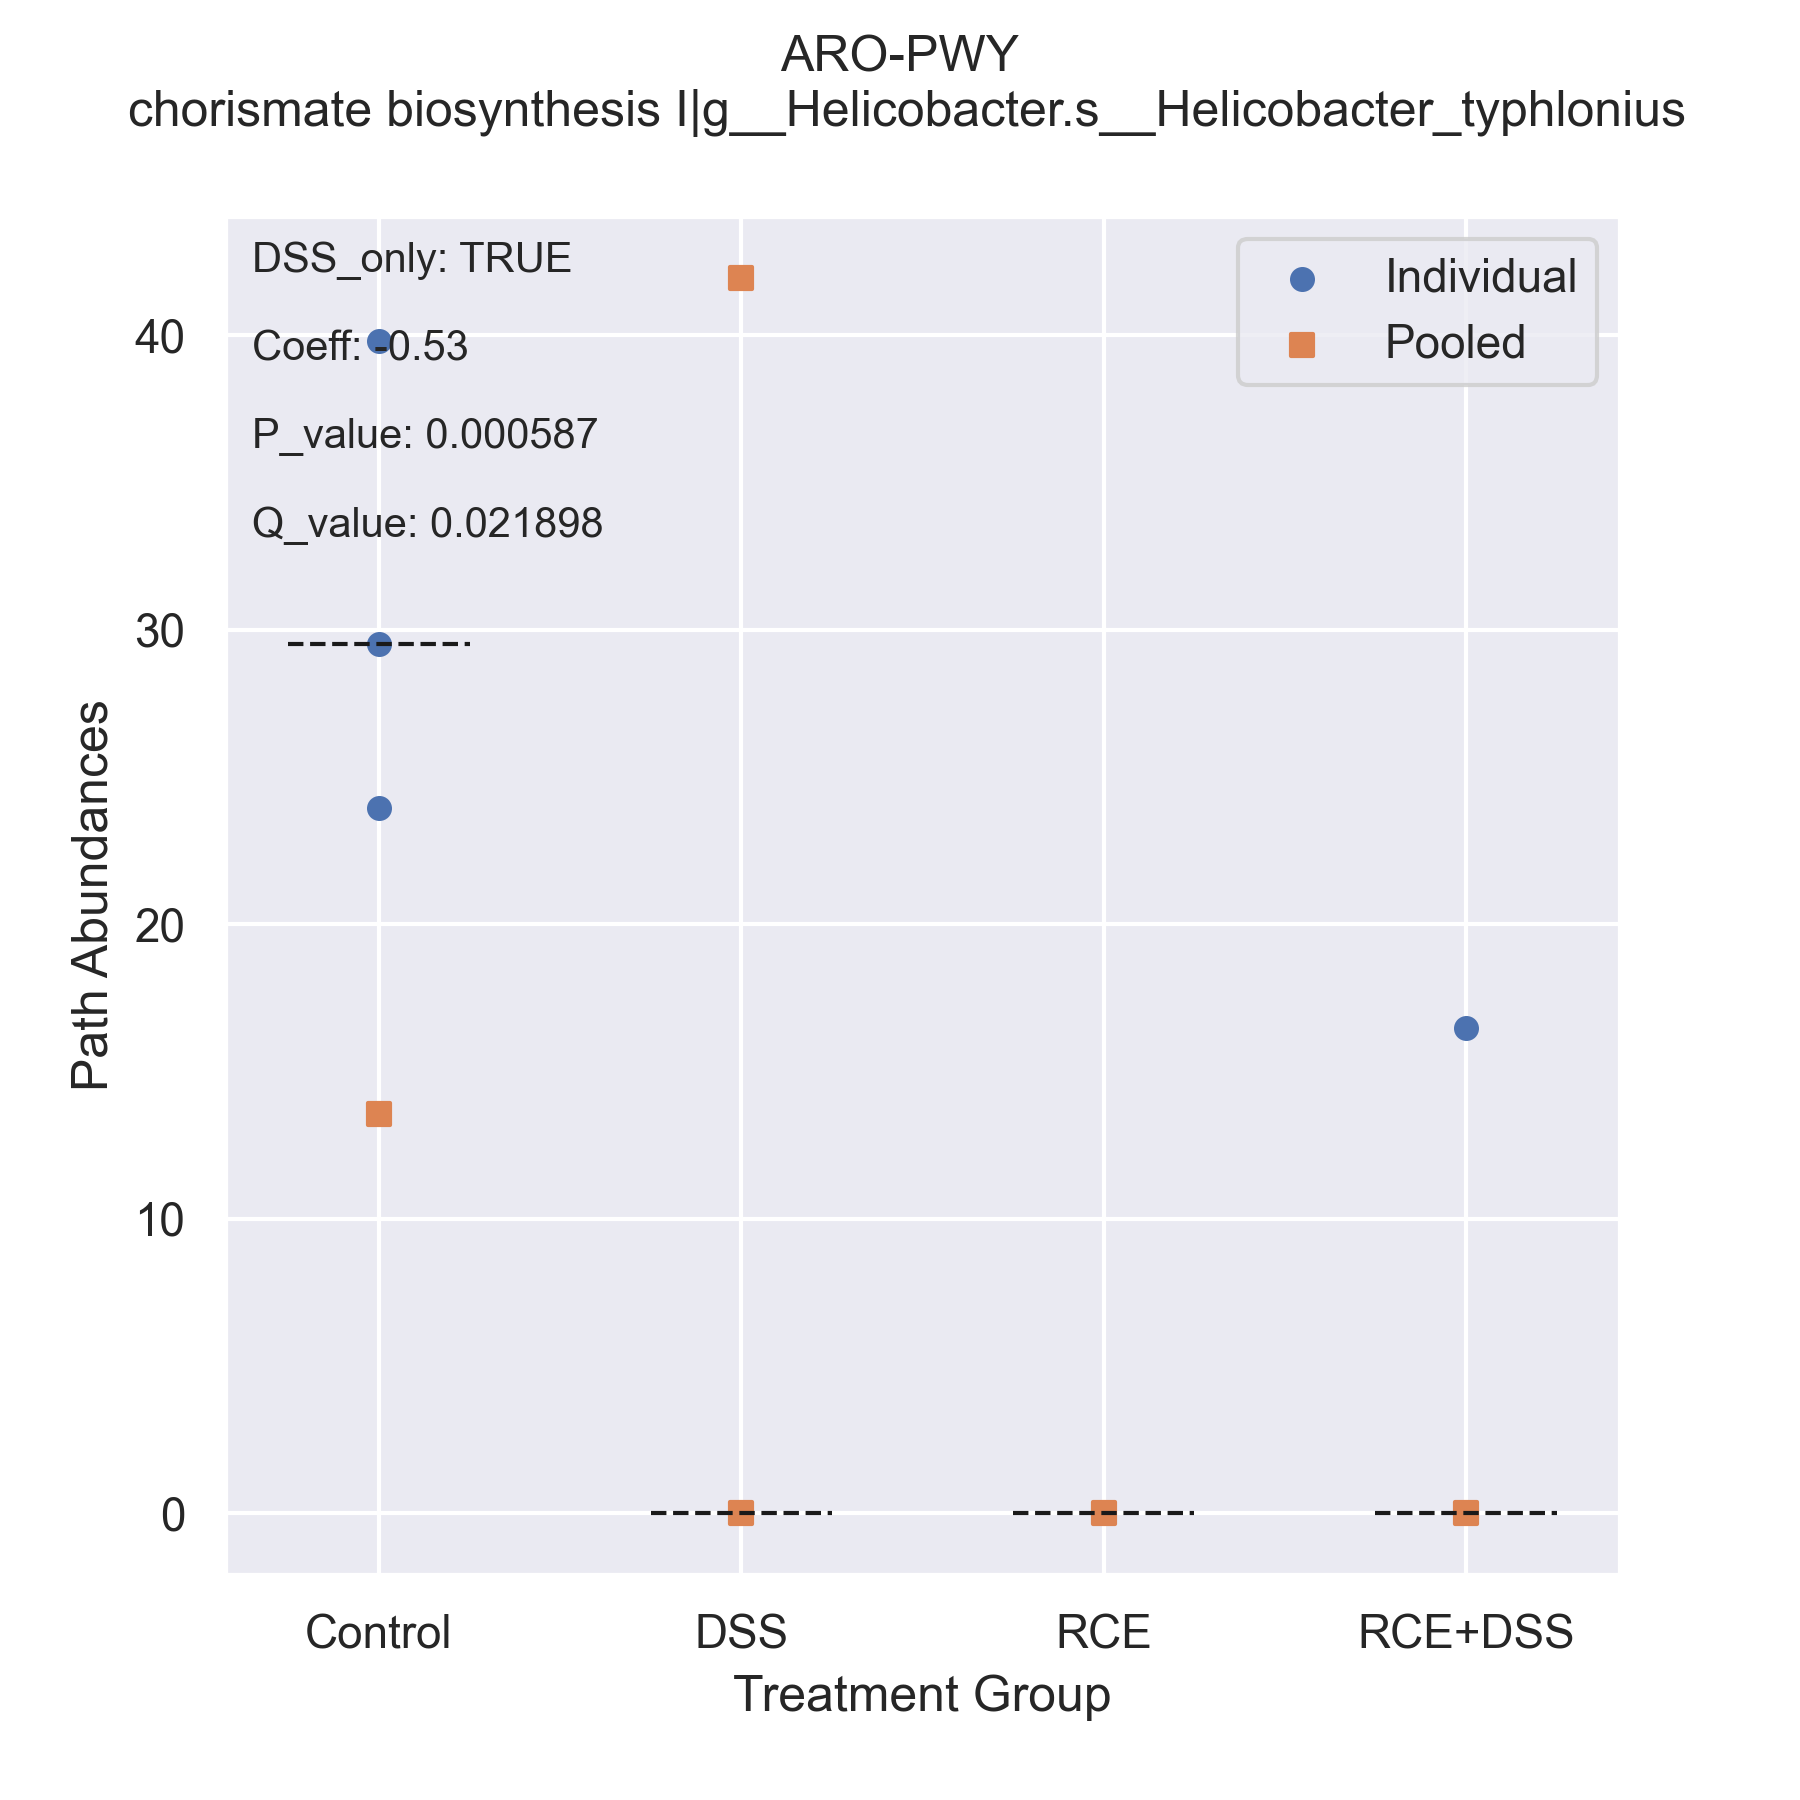 ARO-PWY
chorismate biosynthesis I|g__Helicobacter.s__Helicobacter_typhlonius
DSS_only: TRUE
Coeff: -0.53
P_value: 0.000587
Q_value: 0.021898
Individual
Pooled
40
30
20
10
0
Path Abundances
Control
DSS
RCE
RCE+DSS
Treatment Group